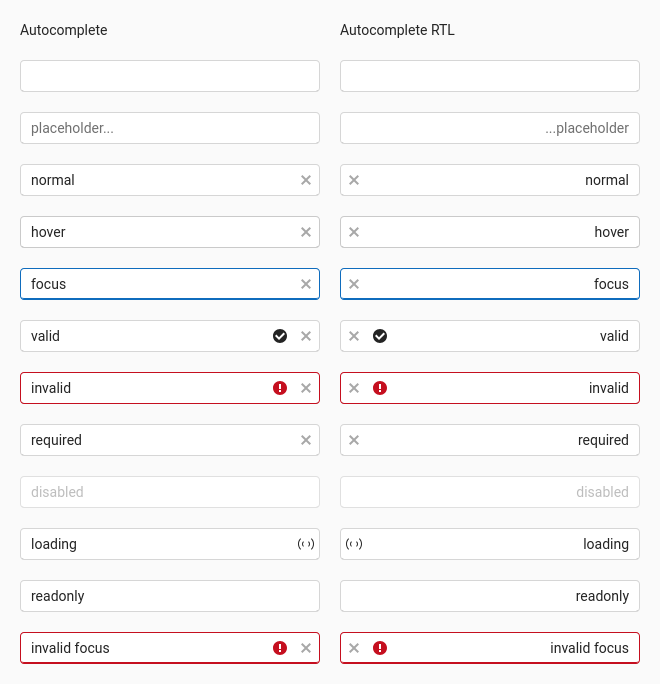 Autocomplete
Autocomplete RTL
placeholder...
...placeholder
normal
normal
hover
hover
focus
focus
valid
valid
invalid
invalid
required
required
disabled
disabled
loading
loading
readonly
readonly
invalid focus
invalid focus